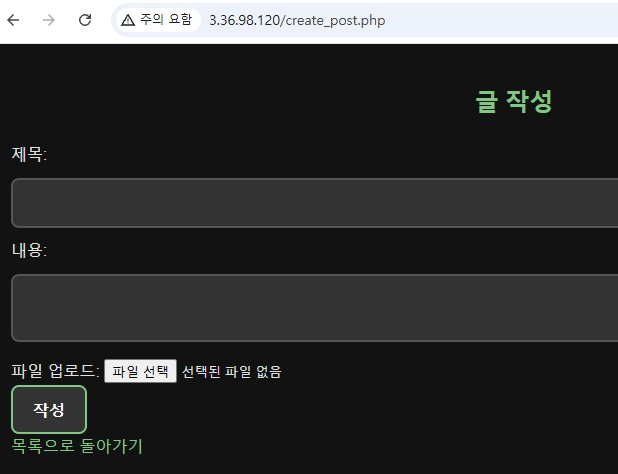 주의 요함 3.36.98.120/create_post.php
글 작성
제목:
내용:
파일 업로드: 파일 선택 선택된 파일 없음
작성
목록으로 돌아가기